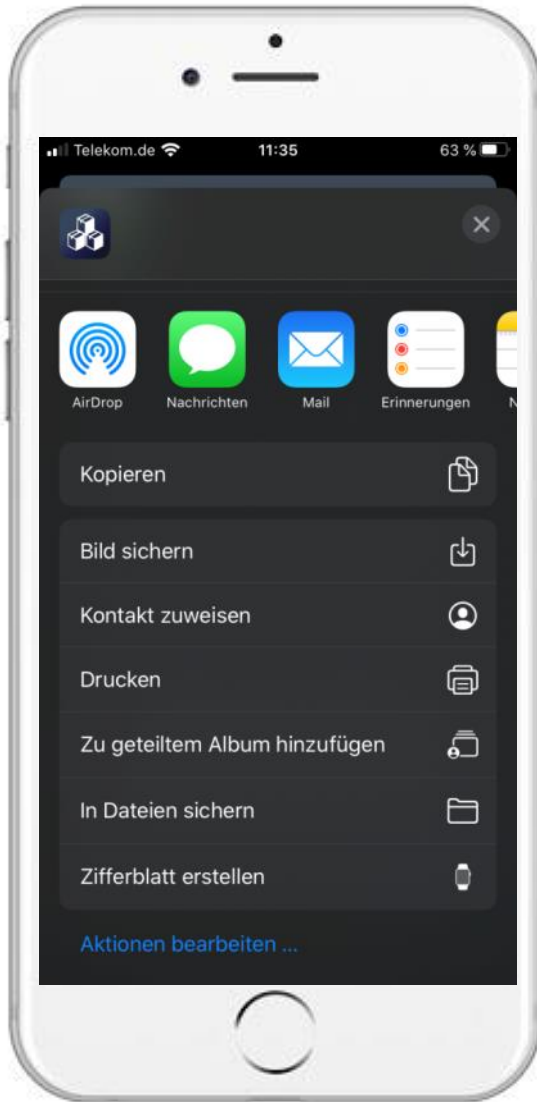 Telekom.de 11:35 63 %
AirDrop Nachrichten Mail Erinnerungen N
Kopieren
Bild sichern
Kontakt zuweisen
Drucken
Zu geteiltem Album hinzufügen
In Dateien sichern
Zifferblatt erstellen
Aktionen bearbeiten ...